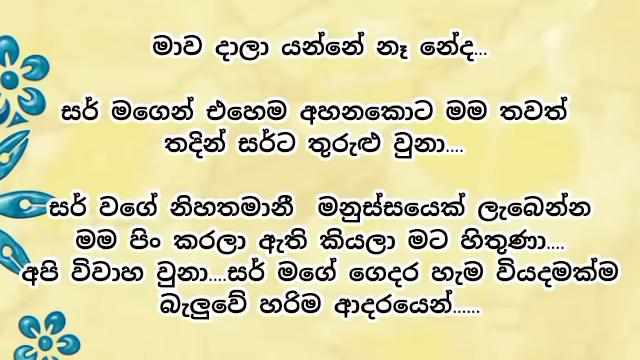 මාව දාලා යන්නේ නෑ නේද...
සර් මගෙන් එහෙම අහනකොට මම තවත්
තදින් සර්ට තුරුළු වුනා....
සර් වගේ නිහතමානී මනුස්සයෙක් ලැබෙන්න
මම පිං කරලා ඇති කියලා මට හිතුණා....
අපි විවාහ වුනා....සර් මගේ ගෙදර හැම වියදමක්ම
බැලුවේ හරිම ආදරයෙන්......